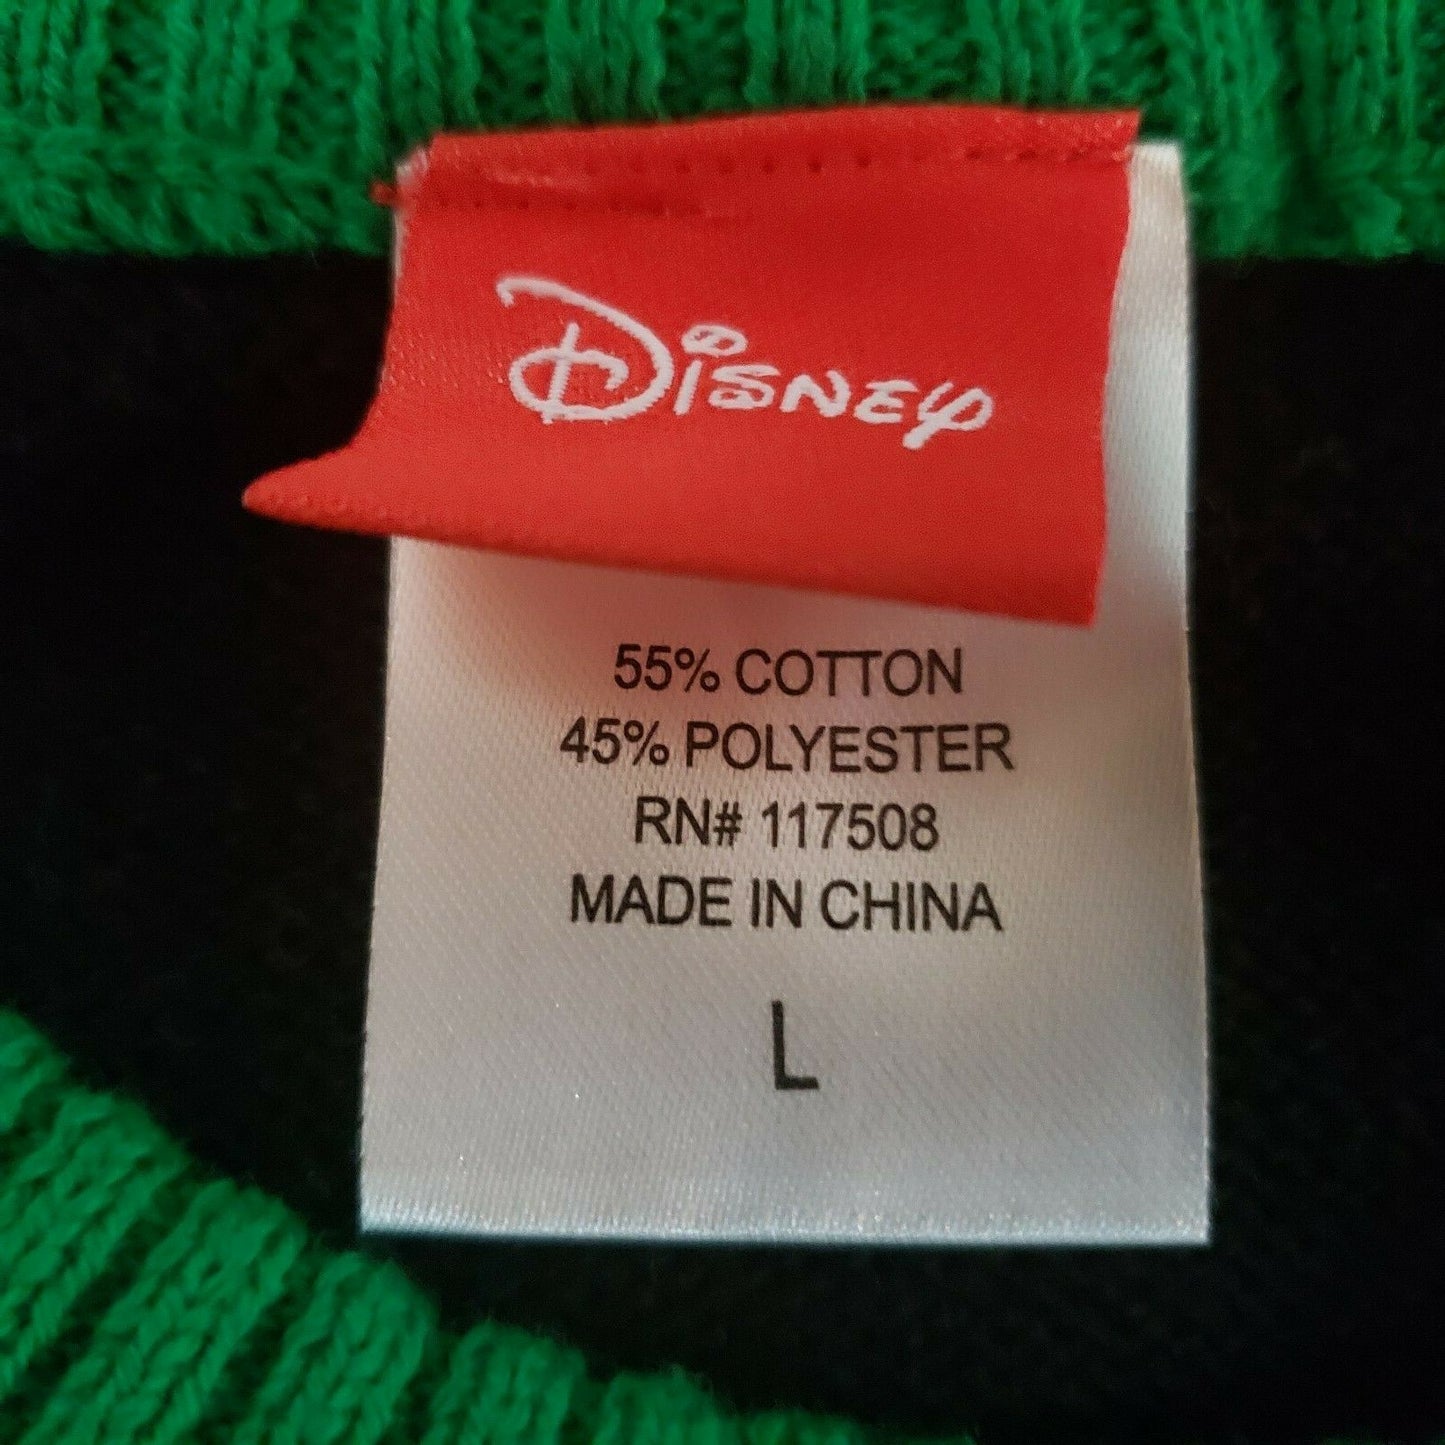 Disney
55% COTTON
45% POLYESTER
RN# 117508
MADE IN CHINA
L